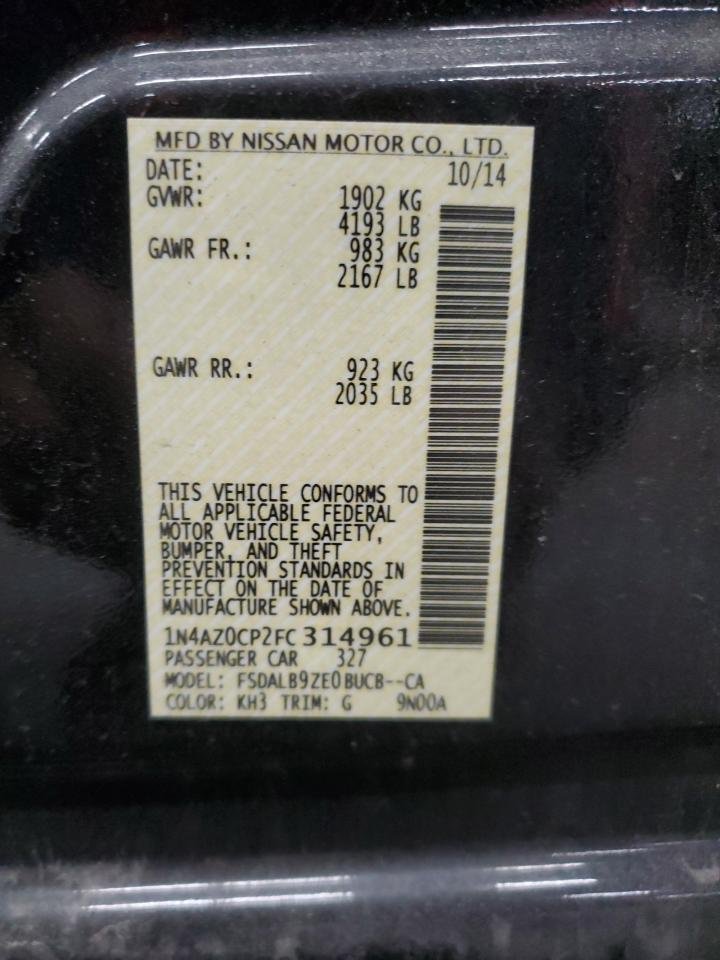 MFD BY NISSAN MOTOR CO., LTD.
DATE: 10/14
GVWR: 1902 KG
4193 LB
GAWR FR.: 983 KG
2167 LB
GAWR RR.: 923 KG
2035 LB
THIS VEHICLE CONFORMS TO
ALL APPLICABLE FEDERAL
MOTOR VEHICLE SAFETY,
BUMPER, AND THEFT
PREVENTION STANDARDS IN
EFFECT ON THE DATE OF
MANUFACTURE SHOWN ABOVE.
1N4AZ0CP2FC314961
PASSENGER CAR 327
MODEL: FSDALB9ZE0BUCB--CA
COLOR: KH3 TRIM: G 9N00A